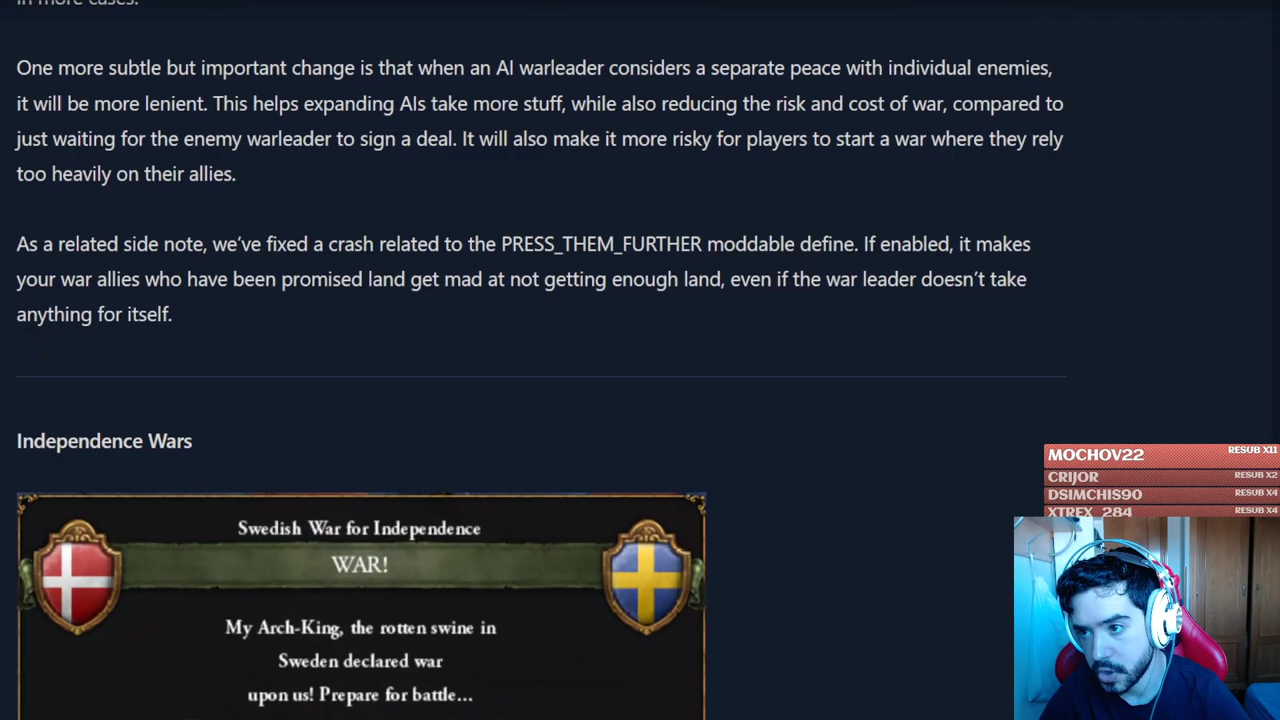 in more cases.
One more subtle but important change is that when an AI warleader considers a separate peace with individual enemies,
it will be more lenient. This helps expanding AIs take more stuff, while also reducing the risk and cost of war, compared to
just waiting for the enemy warleader to sign a deal. It will also make it more risky for players to start a war where they rely
too heavily on their allies.
As a related side note, we’ve fixed a crash related to the PRESS_THEM_FURTHER moddable define. If enabled, it makes
your war allies who have been promised land get mad at not getting enough land, even if the war leader doesn’t take
anything for itself.
Independence Wars
Swedish War for Independence
WAR!
My Arch-King, the rotten swine in
Sweden declared war
upon us! Prepare for battle...
MOCHOV22 RESUB X11
CRIJOR RESUB X2
DSIMCHIS90 RESUB X4
XTREX_284 RESUB X4